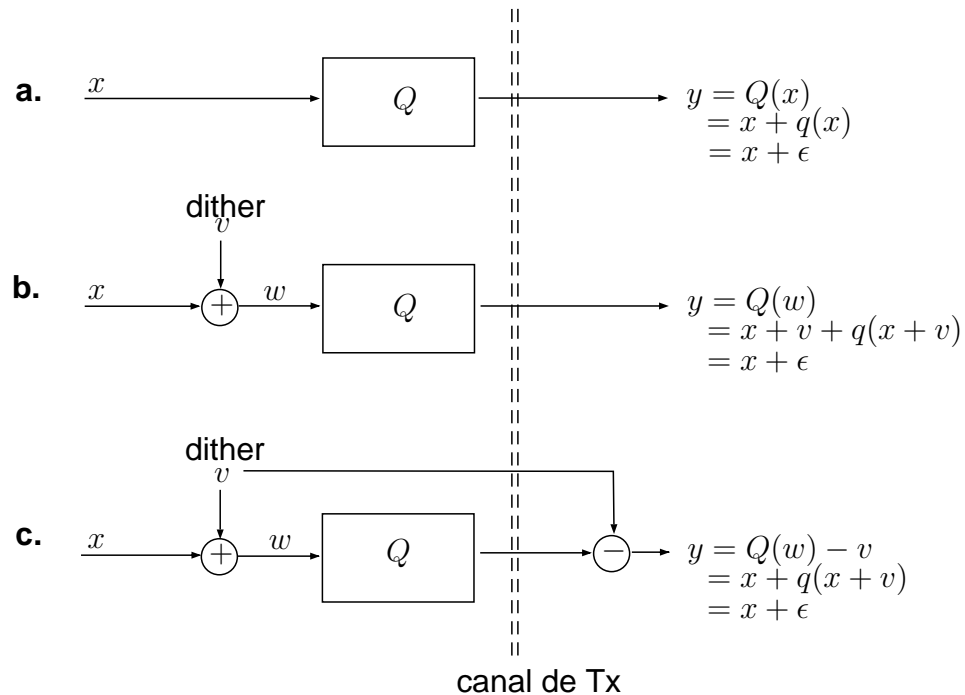 a.
x
Q
y = Q(x)
= x + q(x)
= x + ϵ
dither
v
b.
x
+
w
Q
y = Q(w)
= x + v + q(x + v)
= x + ϵ
dither
v
c.
x
+
w
Q
−
y = Q(w) − v
= x + q(x + v)
= x + ϵ
canal de Tx